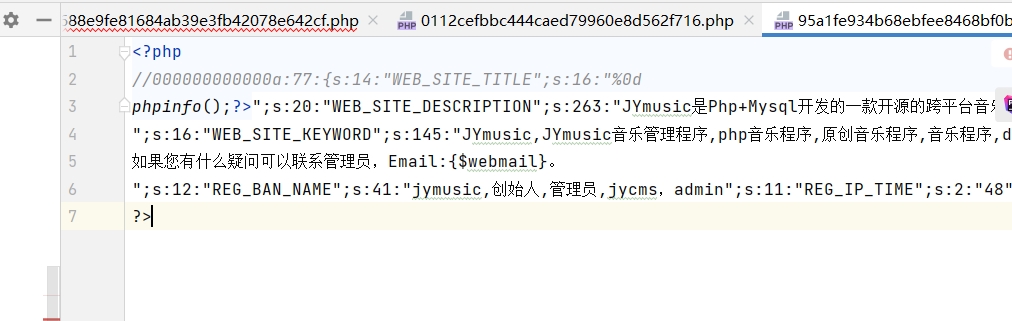 588e9fe81684ab39e3fb42078e642cf.php 0112cefbbc444caed79960e8d562f716.php 95a1fe934b68ebfee8468bf0b
1 <?php
2 //000000000000a:77:{s:14:"WEB_SITE_TITLE";s:16:"%0d
3 phpinfo();?>";s:20:"WEB_SITE_DESCRIPTION";s:263:"JYmusic是Php+Mysql开发的一款开源的跨平台音乐
4 ";s:16:"WEB_SITE_KEYWORD";s:145:"JYmusic,JYmusic音乐管理程序,php音乐程序,原创音乐程序,音乐程序,d
5 如果您有什么疑问可以联系管理员，Email:{$webmail}。
6 ";s:12:"REG_BAN_NAME";s:41:"jymusic,创始人,管理员,jycms，admin";s:11:"REG_IP_TIME";s:2:"48"
7 ?>